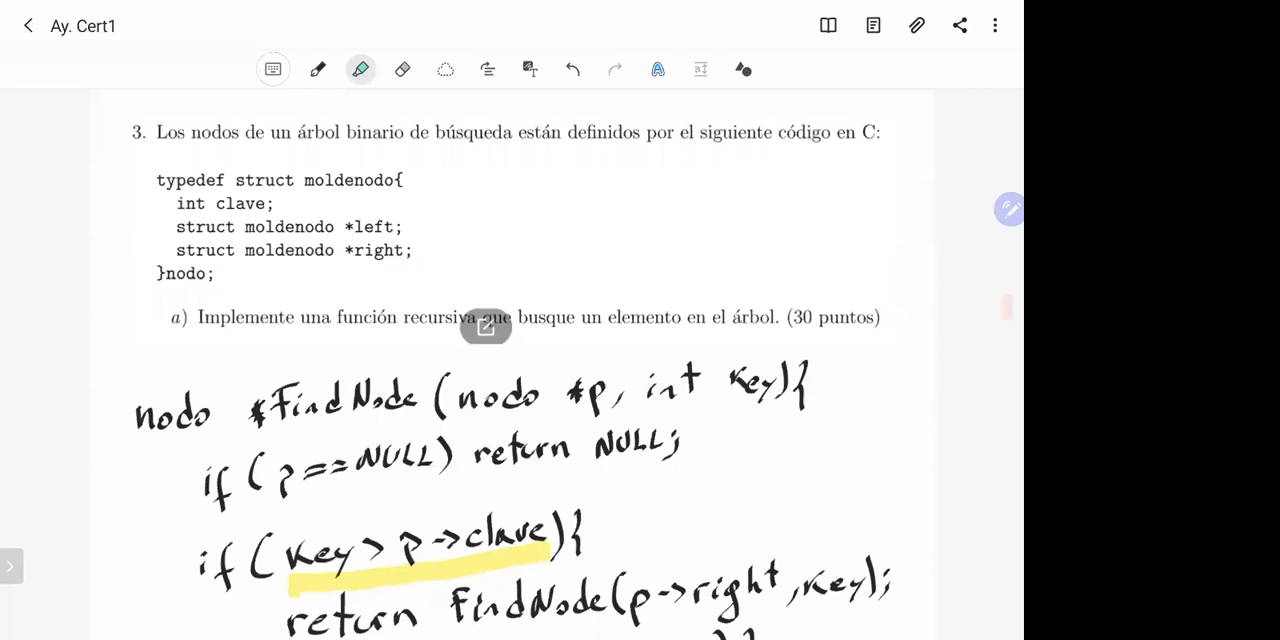 Ay. Cert1
3. Los nodos de un árbol binario de búsqueda están definidos por el siguiente código en C:
typedef struct moldenodo{
int clave;
struct moldenodo *left;
struct moldenodo *right;
}nodo;
a) Implemente una función recursiva que busque un elemento en el árbol. (30 puntos)
nodo *FindNode (nodo *p, int key){
if (p==NULL) return NULL;
if (key > p->clave){
return FindNode(p->right, key);